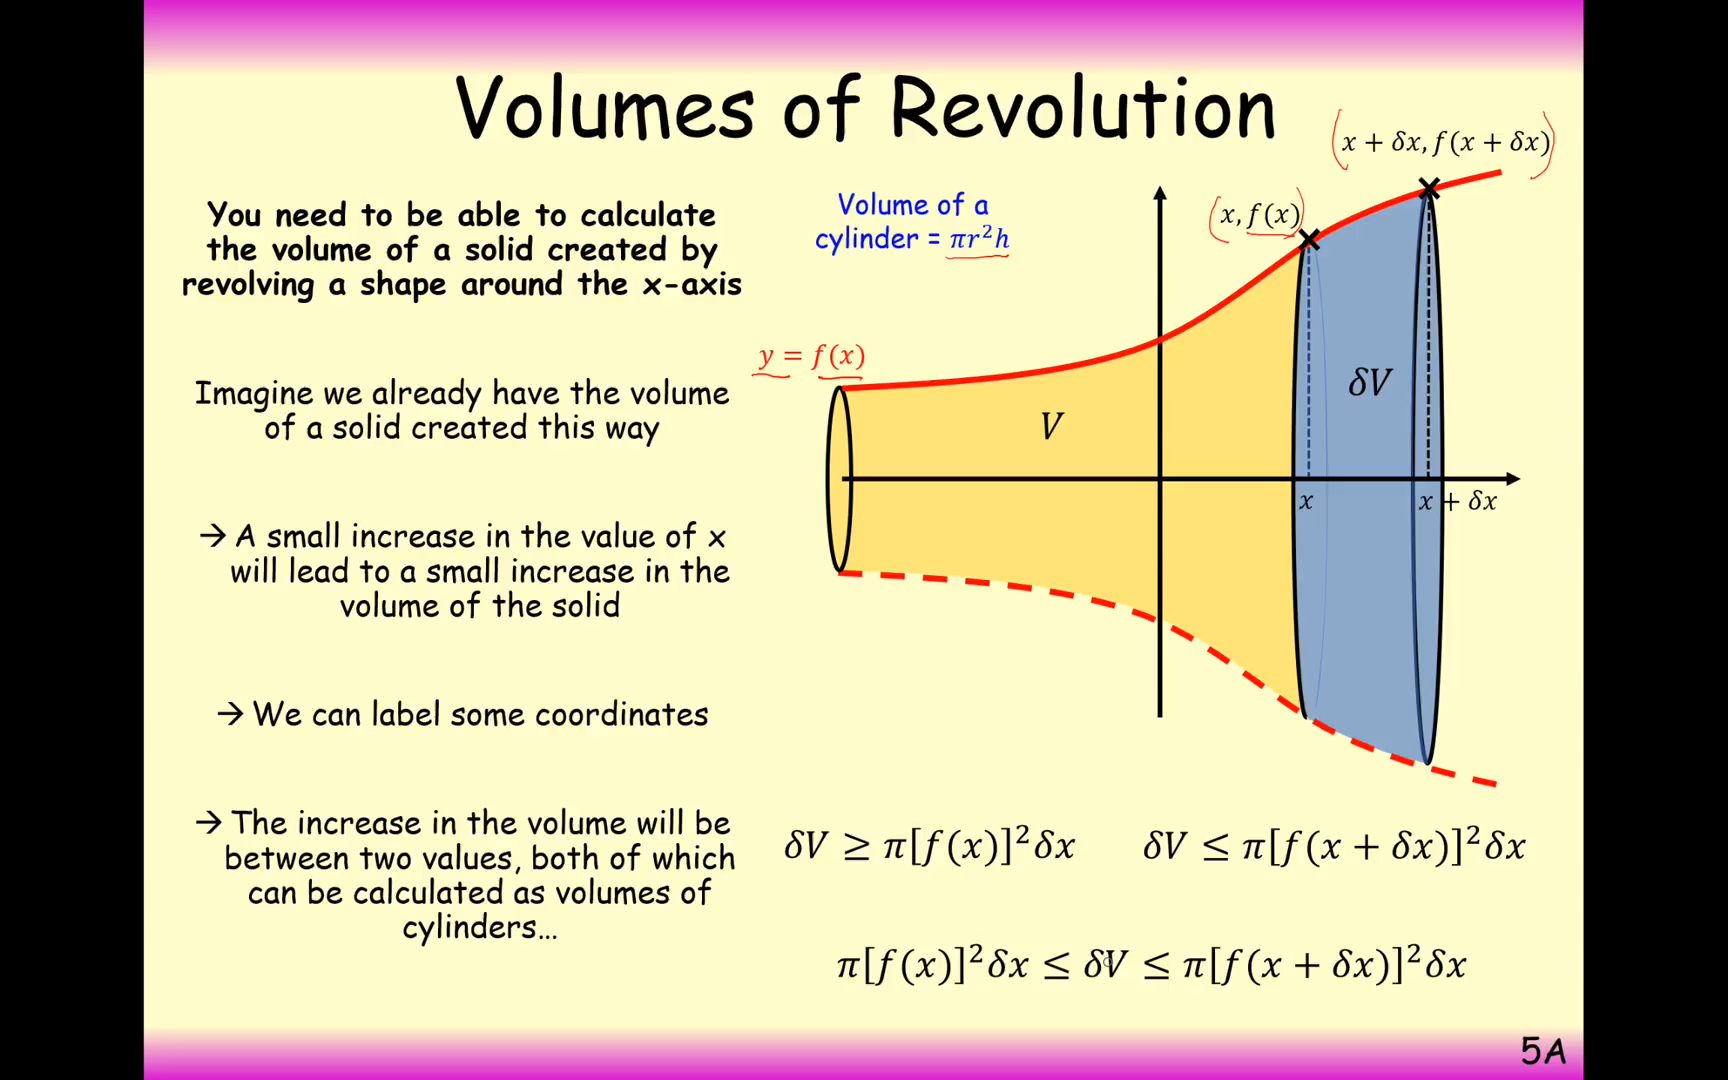 Volumes of Revolution
You need to be able to calculate
the volume of a solid created by
revolving a shape around the x-axis
Imagine we already have the volume
of a solid created this way
→ A small increase in the value of x
will lead to a small increase in the
volume of the solid
→ We can label some coordinates
→ The increase in the volume will be
between two values, both of which
can be calculated as volumes of
cylinders…
Volume of a
cylinder = πr²h
y = f(x)
(x, f(x))
(x + δx, f(x + δx))
V
δV
x
x + δx
δV ≥ π[f(x)]²δx
δV ≤ π[f(x + δx)]²δx
π[f(x)]²δx ≤ δV ≤ π[f(x + δx)]²δx
5A